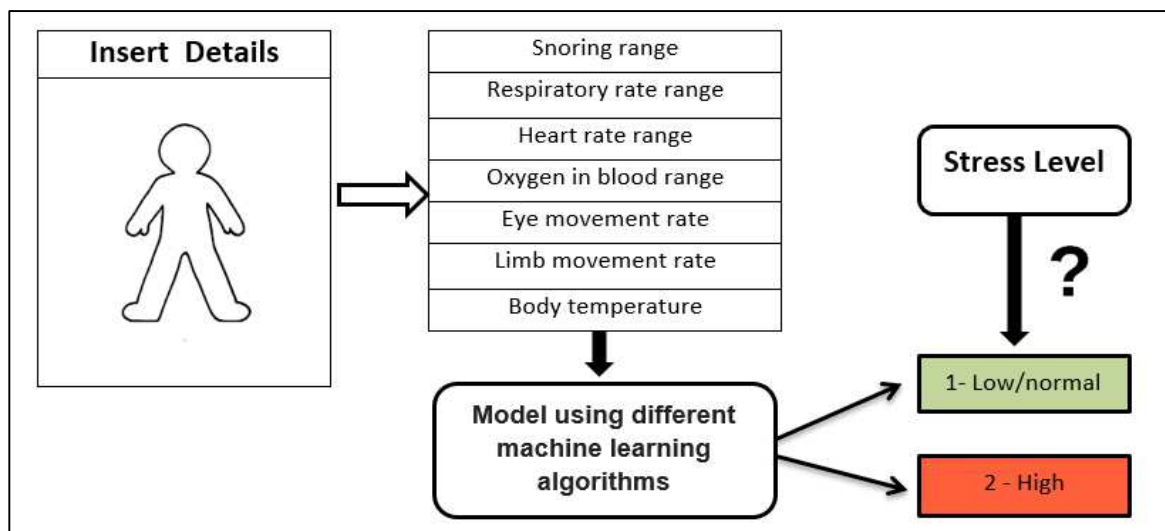 Insert Details
Snoring range
Respiratory rate range
Heart rate range
Oxygen in blood range
Eye movement rate
Limb movement rate
Body temperature
Model using different
machine learning
algorithms
Stress Level
?
1- Low/normal
2 - High